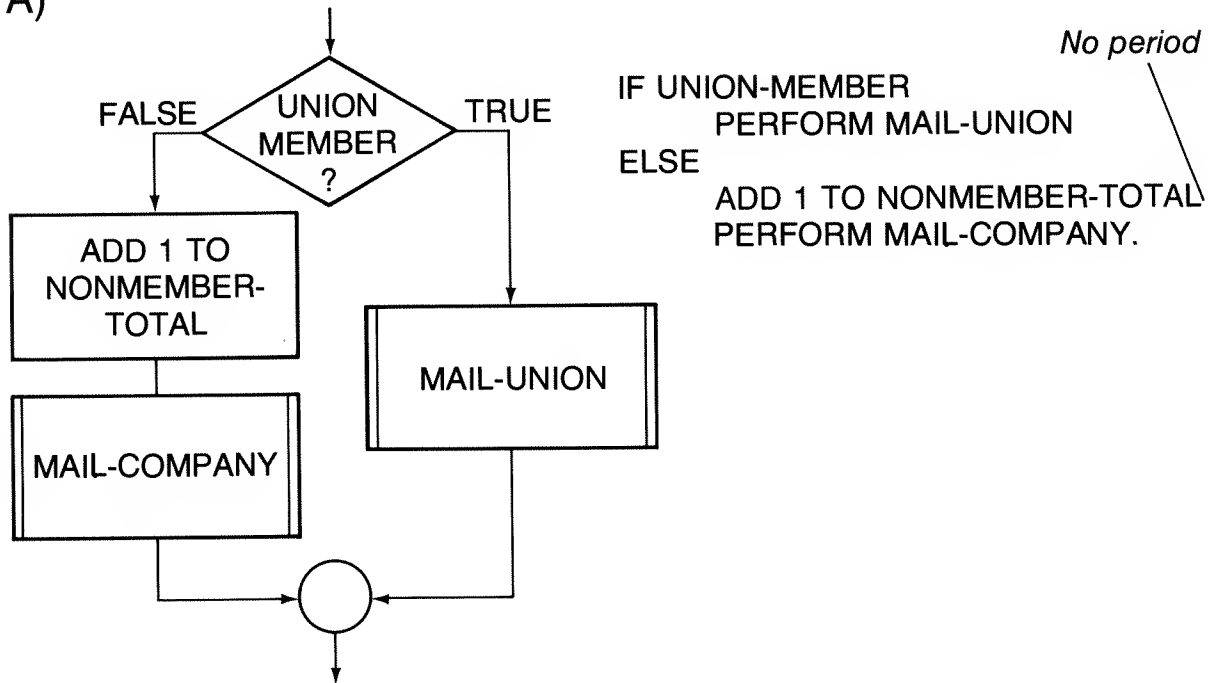 A)
No period
FALSE
UNION
MEMBER
?
TRUE
IF UNION-MEMBER
PERFORM MAIL-UNION
ELSE
ADD 1 TO NONMEMBER-TOTAL
PERFORM MAIL-COMPANY.
ADD 1 TO
NONMEMBER-
TOTAL
MAIL-UNION
MAIL-COMPANY